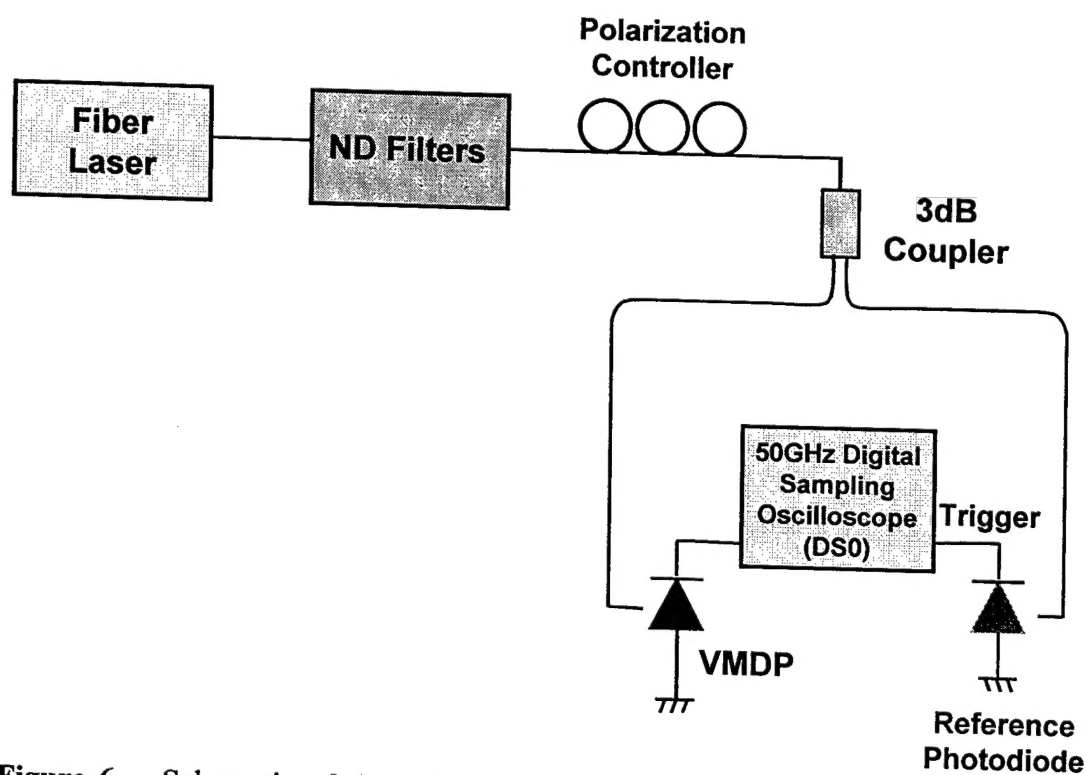 Polarization
Controller
Fiber
Laser
ND Filters
3dB
Coupler
50GHz Digital
Sampling
Oscilloscope
(DS0)
Trigger
VMDP
Reference
Photodiode
Figure 6